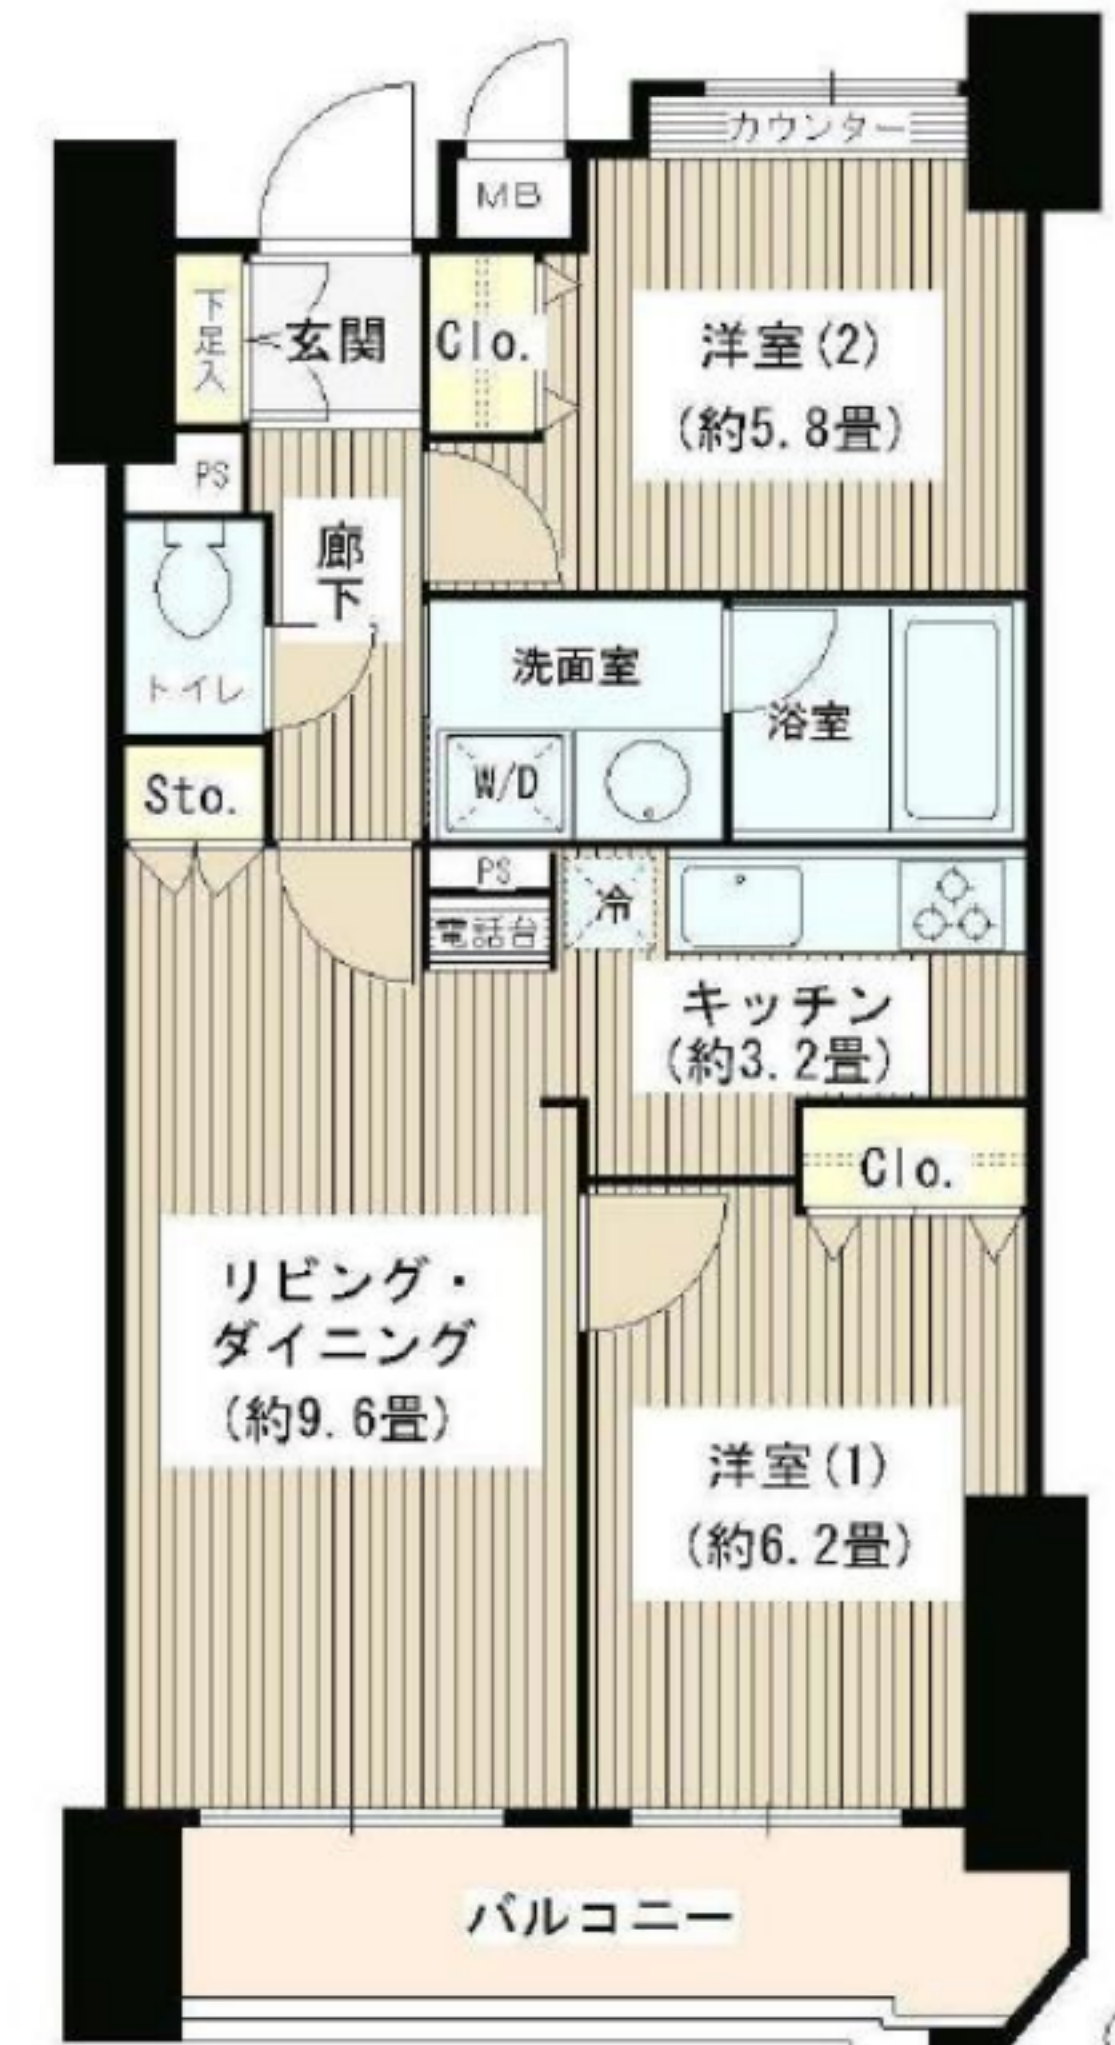 カウンター
MB
下足入
玄関
Clo.
洋室(2)
(約5.8畳)
PS
廊下
トイレ
洗面室
浴室
W/D
Sto.
PS
電話台
冷
キッチン
(約3.2畳)
Clo.
リビング・
ダイニング
(約9.6畳)
洋室(1)
(約6.2畳)
バルコニー